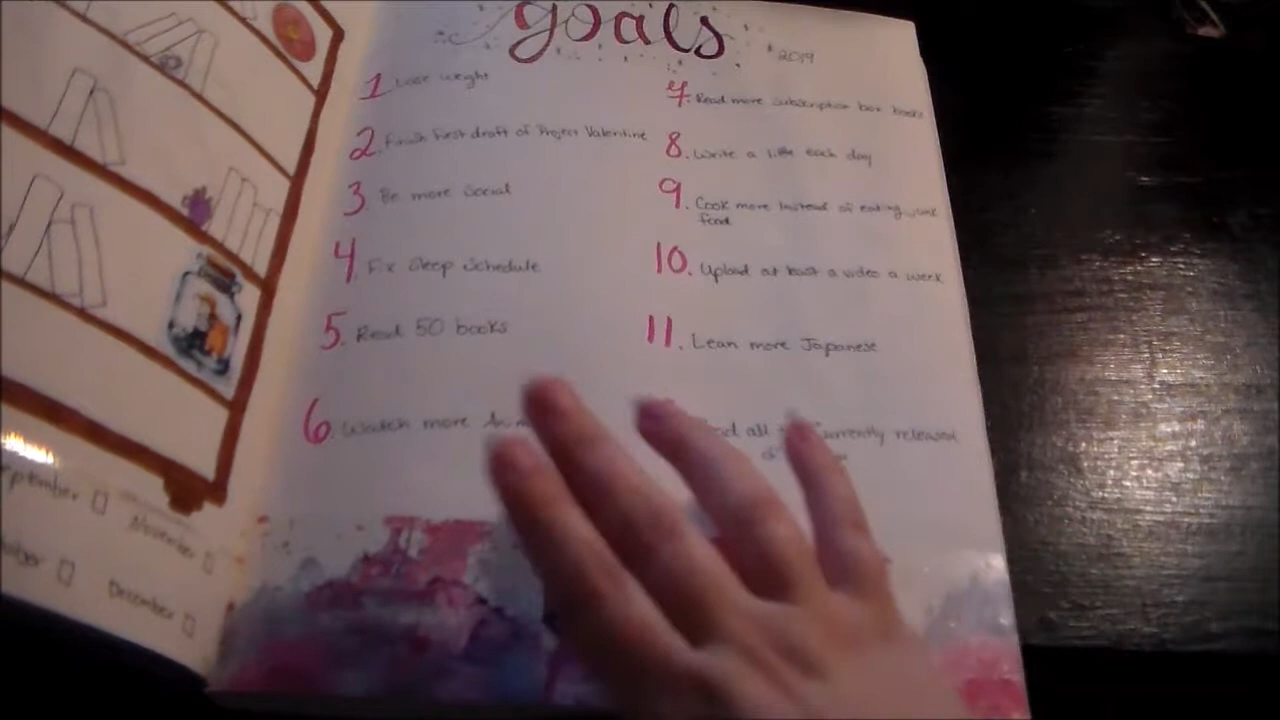 goals
2019
1 Lose weight
2. Finish first draft of Project Valentine
3. Be more Social
4. Fix Sleep Schedule
5. Read 50 books
6. Watch more
7. Read more subscription box books
8. Write a little each day
9. Cook more instead of eating junk
food
10. Upload at least a video a week
11. Lean more Japanese
all currently released
November
December